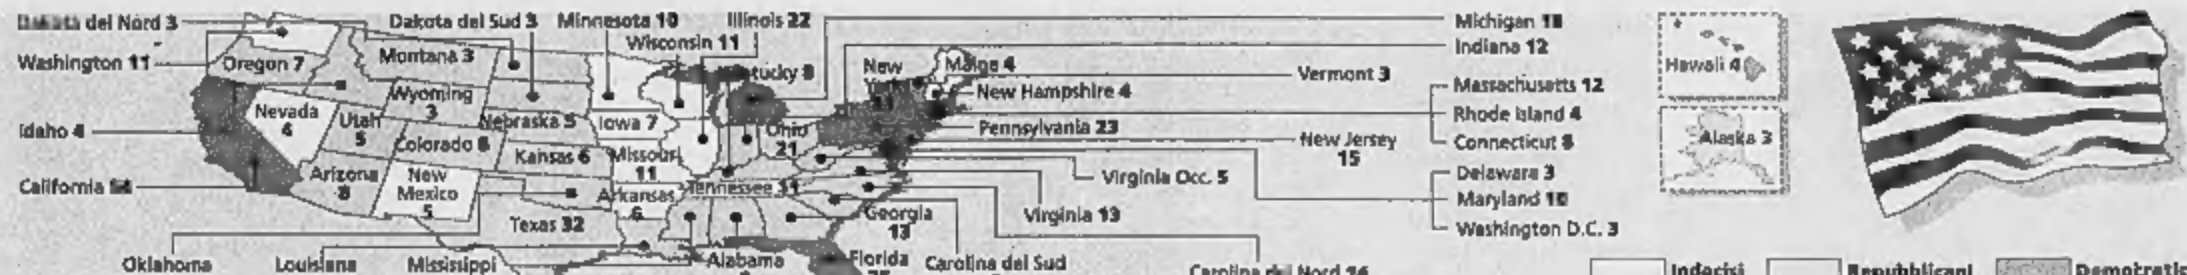 Dakota del Nord 3
Dakota del Sud 3
Minnesota 10
Illinois 22
Michigan 18
Wisconsin 11
Indiana 12
Washington 11
Oregon 7
Montana 3
New
Maine 4
Vermont 3
Hawaii 4
Wyoming
3
New Hampshire 4
Massachusetts 12
Nevada
4
Utah
5
Nebraska 5
Iowa 7
Rhode Island 4
Idaho 4
Ohio
21
Pennsylvania 23
New Jersey
15
Connecticut 8
Alaska 3
Colorado 8
Kansas 6
Missouri
11
Arizona
8
New
Mexico
5
Virginia Occ. 5
Delaware 3
California 54
Arkansas
6
Tennessee 11
Maryland 10
Texas 32
Georgia
13
Virginia 13
Washington D.C. 3
Oklahoma
Louisiana
Mississippi
Alabama
Florida
Carolina del Sud
Carolina del Nord 14
Indecisi
Repubblicani